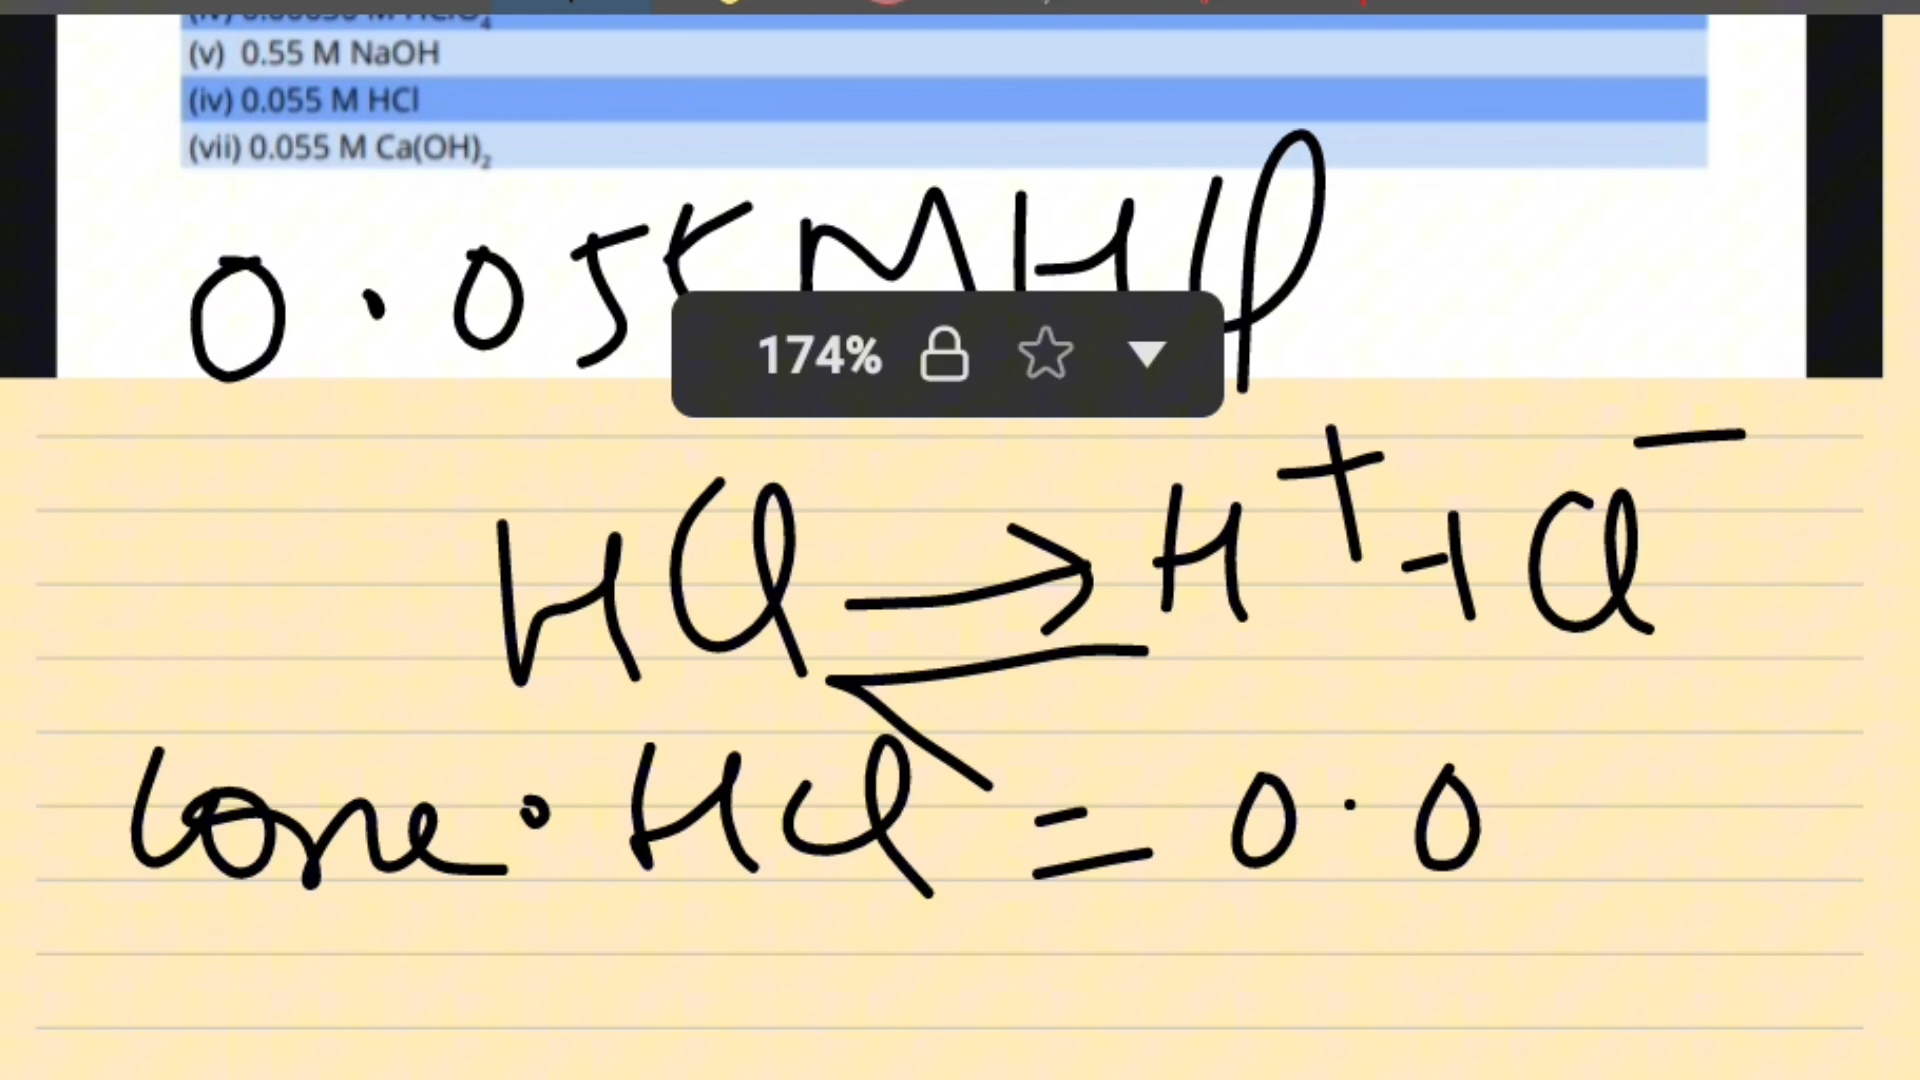 (v) 0.55 M NaOH
(iv) 0.055 M HCl
(vii) 0.055 M Ca(OH)₂
0.055 M HCl
174%
HCl ⇌ H⁺ + Cl⁻
Conc. HCl = 0.0